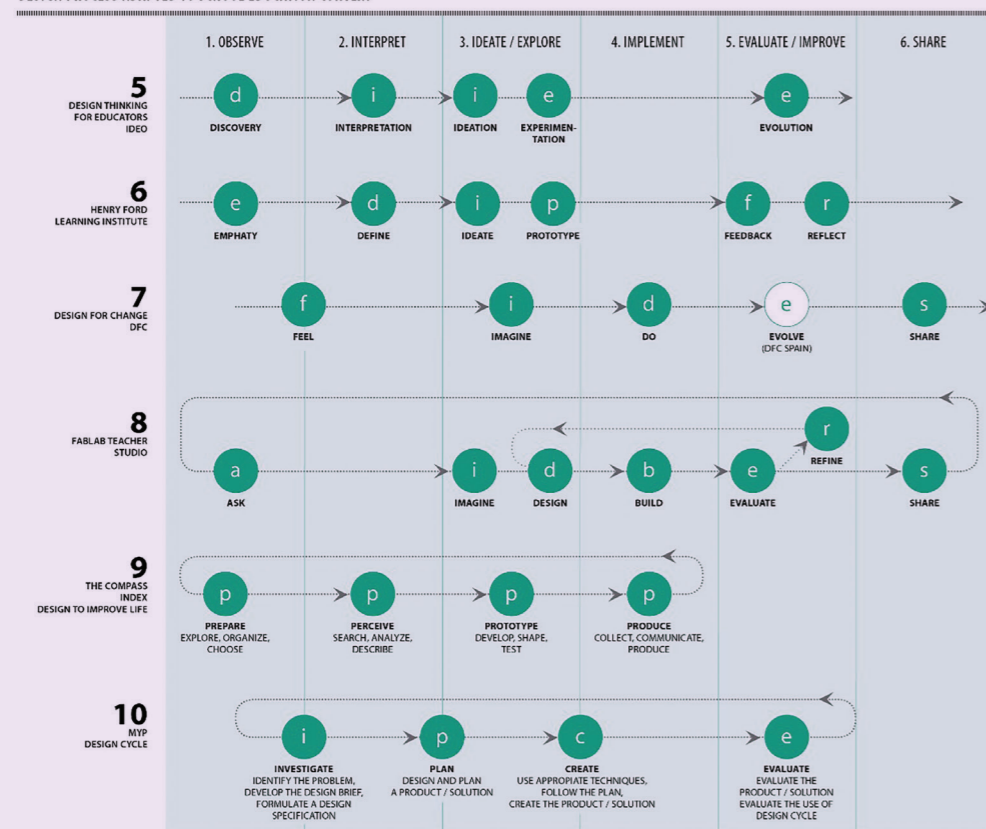 1. OBSERVE
2. INTERPRET
3. IDEATE / EXPLORE
4. IMPLEMENT
5. EVALUATE / IMPROVE
6. SHARE
5
DESIGN THINKING
FOR EDUCATORS
IDEO
d
DISCOVERY
i
INTERPRETATION
i
IDEATION
e
EXPERIMEN-
TATION
e
EVOLUTION
6
HENRY FORD
LEARNING INSTITUTE
e
EMPHATY
d
DEFINE
i
IDEATE
p
PROTOTYPE
f
FEEDBACK
r
REFLECT
7
DESIGN FOR CHANGE
DFC
f
FEEL
i
IMAGINE
d
DO
e
EVOLVE
(DFC SPAIN)
s
SHARE
8
FABLAB TEACHER
STUDIO
a
ASK
i
IMAGINE
d
DESIGN
b
BUILD
e
EVALUATE
r
REFINE
s
SHARE
9
THE COMPASS
INDEX
DESIGN TO IMPROVE LIFE
p
PREPARE
EXPLORE, ORGANIZE,
CHOOSE
p
PERCEIVE
SEARCH, ANALYZE,
DESCRIBE
p
PROTOTYPE
DEVELOP, SHAPE,
TEST
p
PRODUCE
COLLECT, COMMUNICATE,
PRODUCE
10
MYP
DESIGN CYCLE
i
INVESTIGATE
IDENTIFY THE PROBLEM,
DEVELOP THE DESIGN BRIEF,
FORMULATE A DESIGN
SPECIFICATION
p
PLAN
DESIGN AND PLAN
A PRODUCT / SOLUTION
c
CREATE
USE APPROPIATE TECHNIQUES,
FOLLOW THE PLAN,
CREATE THE PRODUCT / SOLUTION
e
EVALUATE
EVALUATE THE
PRODUCT / SOLUTION
EVALUATE THE USE OF
DESIGN CYCLE